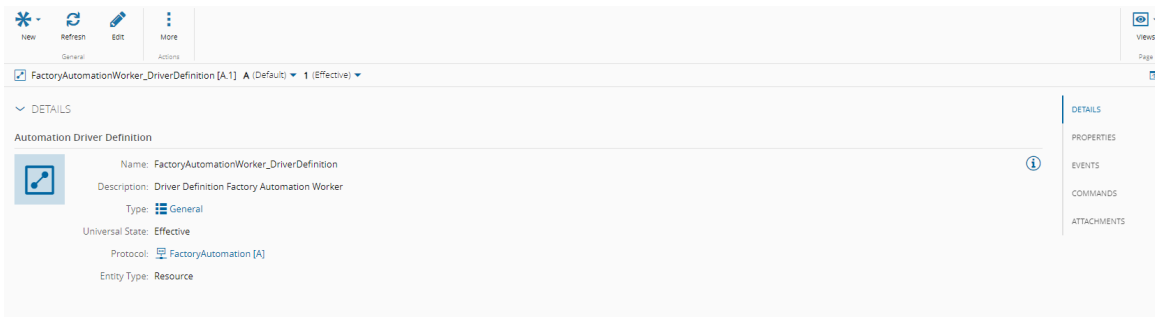 New Refresh Edit More Views
General Actions Page
FactoryAutomationWorker_DriverDefinition [A.1] A (Default) 1 (Effective)
DETAILS
Automation Driver Definition
Name: FactoryAutomationWorker_DriverDefinition
Description: Driver Definition Factory Automation Worker
Type: General
Universal State: Effective
Protocol: FactoryAutomation [A]
Entity Type: Resource
DETAILS
PROPERTIES
EVENTS
COMMANDS
ATTACHMENTS